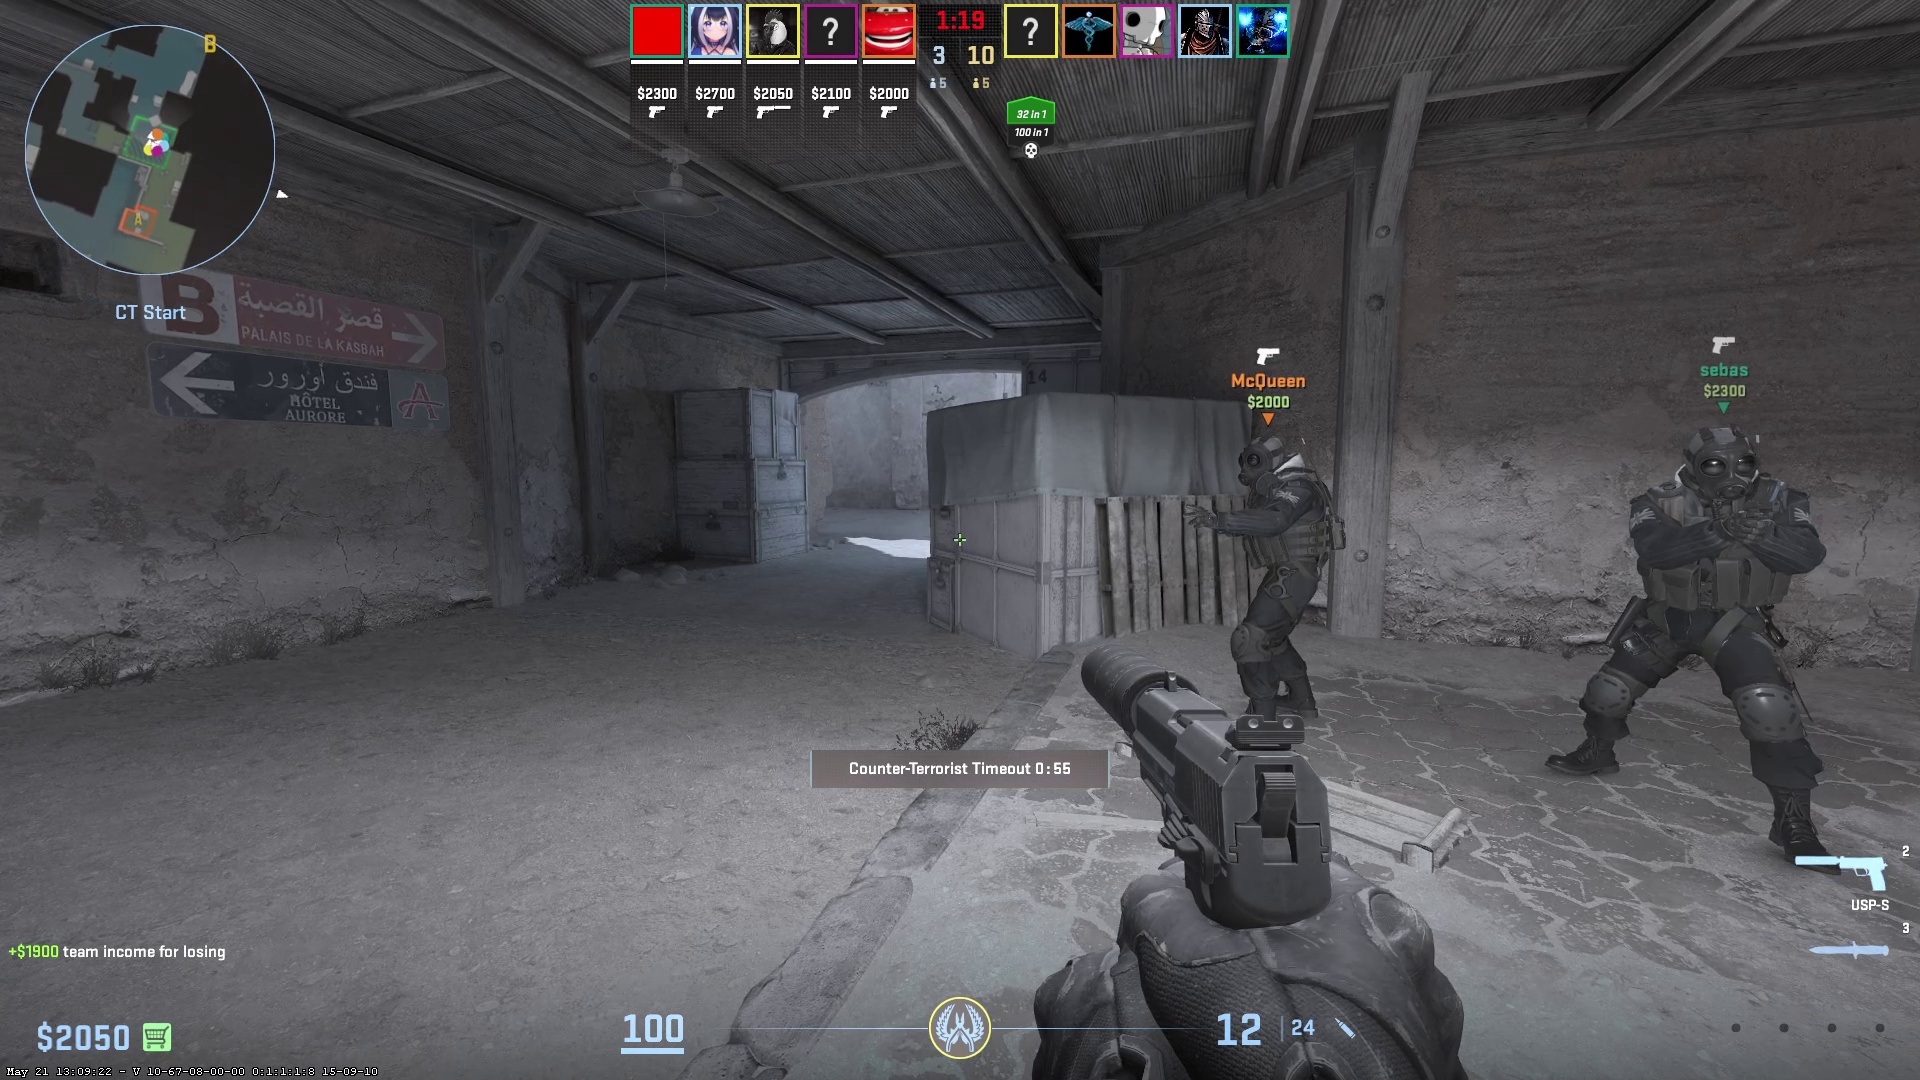 B
1:19
3 10
5 5
$2300 $2700 $2050 $2100 $2000
? ?
32 in 1
100 in 1
A
CT Start
B
قصر القصبة
PALAIS DE LA KASBAH
فندق أورور
HÔTEL
AURORE
A
14
McQueen
$2000
sebas
$2300
Counter-Terrorist Timeout 0:55
2
USP-S
3
+$1900 team income for losing
$2050
100
12 24
May 21 13:09:22 - V 10-67-08-00-00 0:1:1:1:8 15-09-10